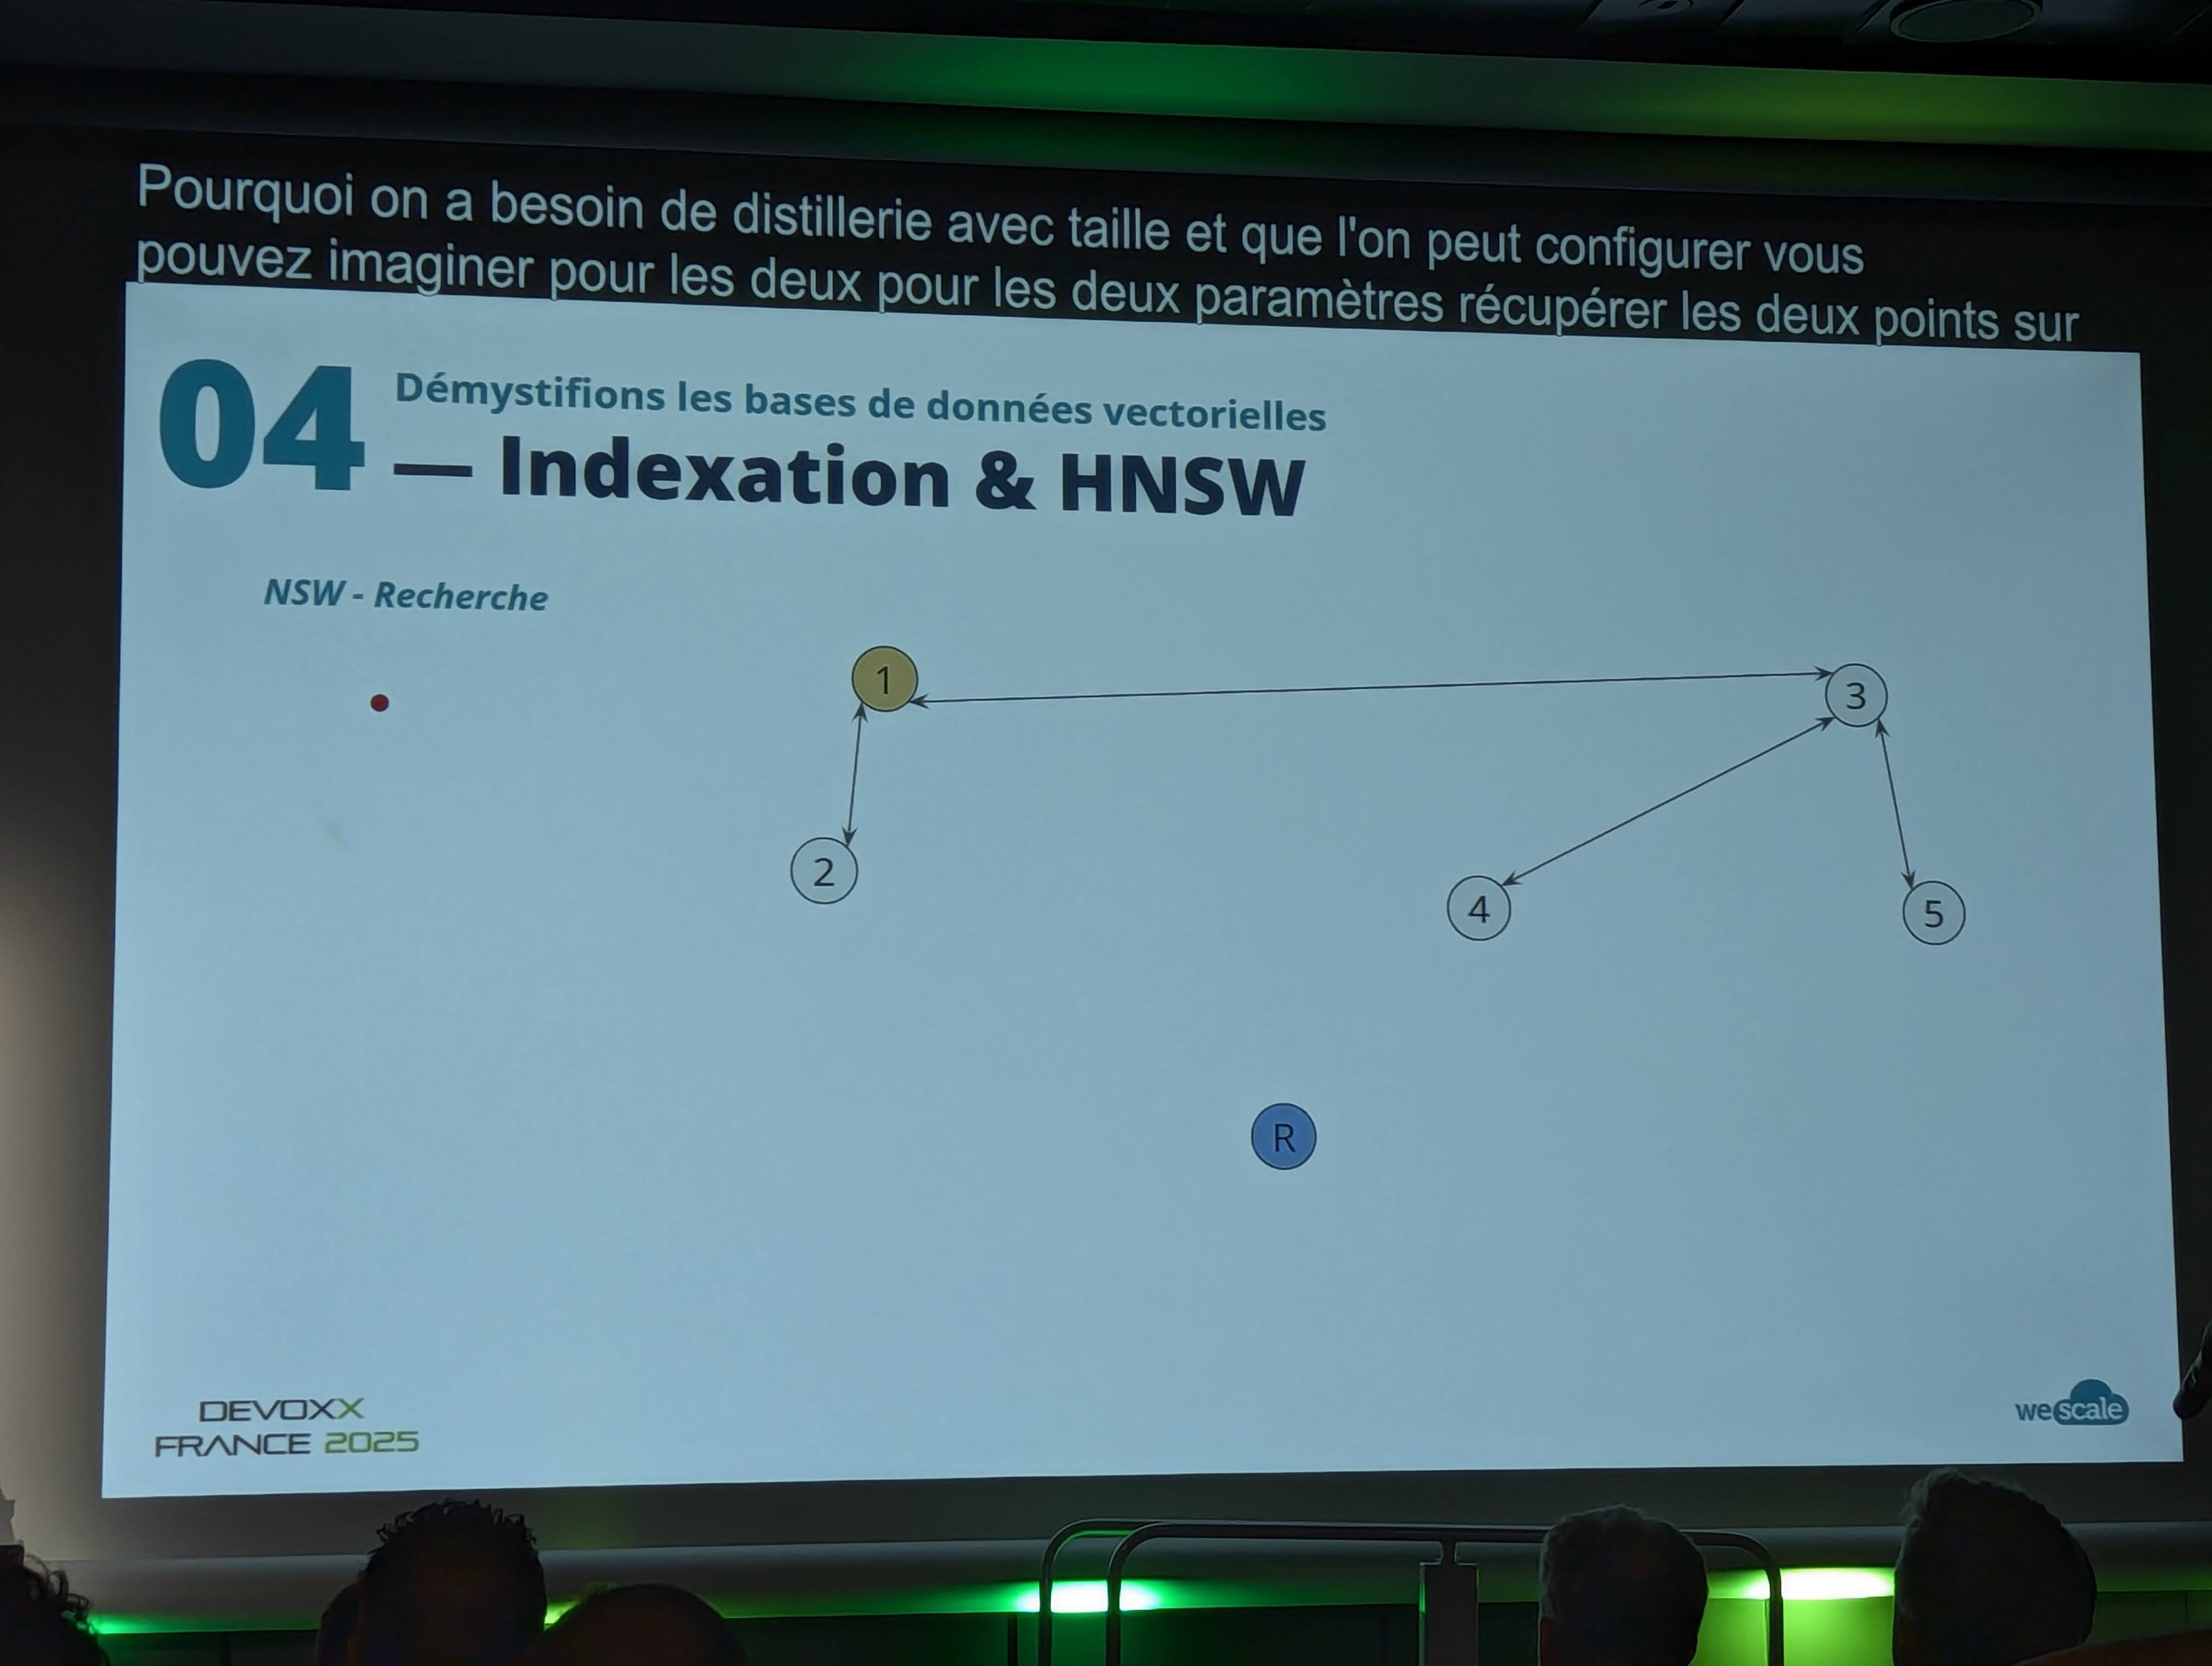 Pourquoi on a besoin de distillerie avec taille et que l'on peut configurer vous
pouvez imaginer pour les deux pour les deux paramètres récupérer les deux points sur
04
Démystifions les bases de données vectorielles
— Indexation & HNSW
NSW - Recherche
1
3
2
4
5
R
DEVOXX
FRANCE 2025
wescale